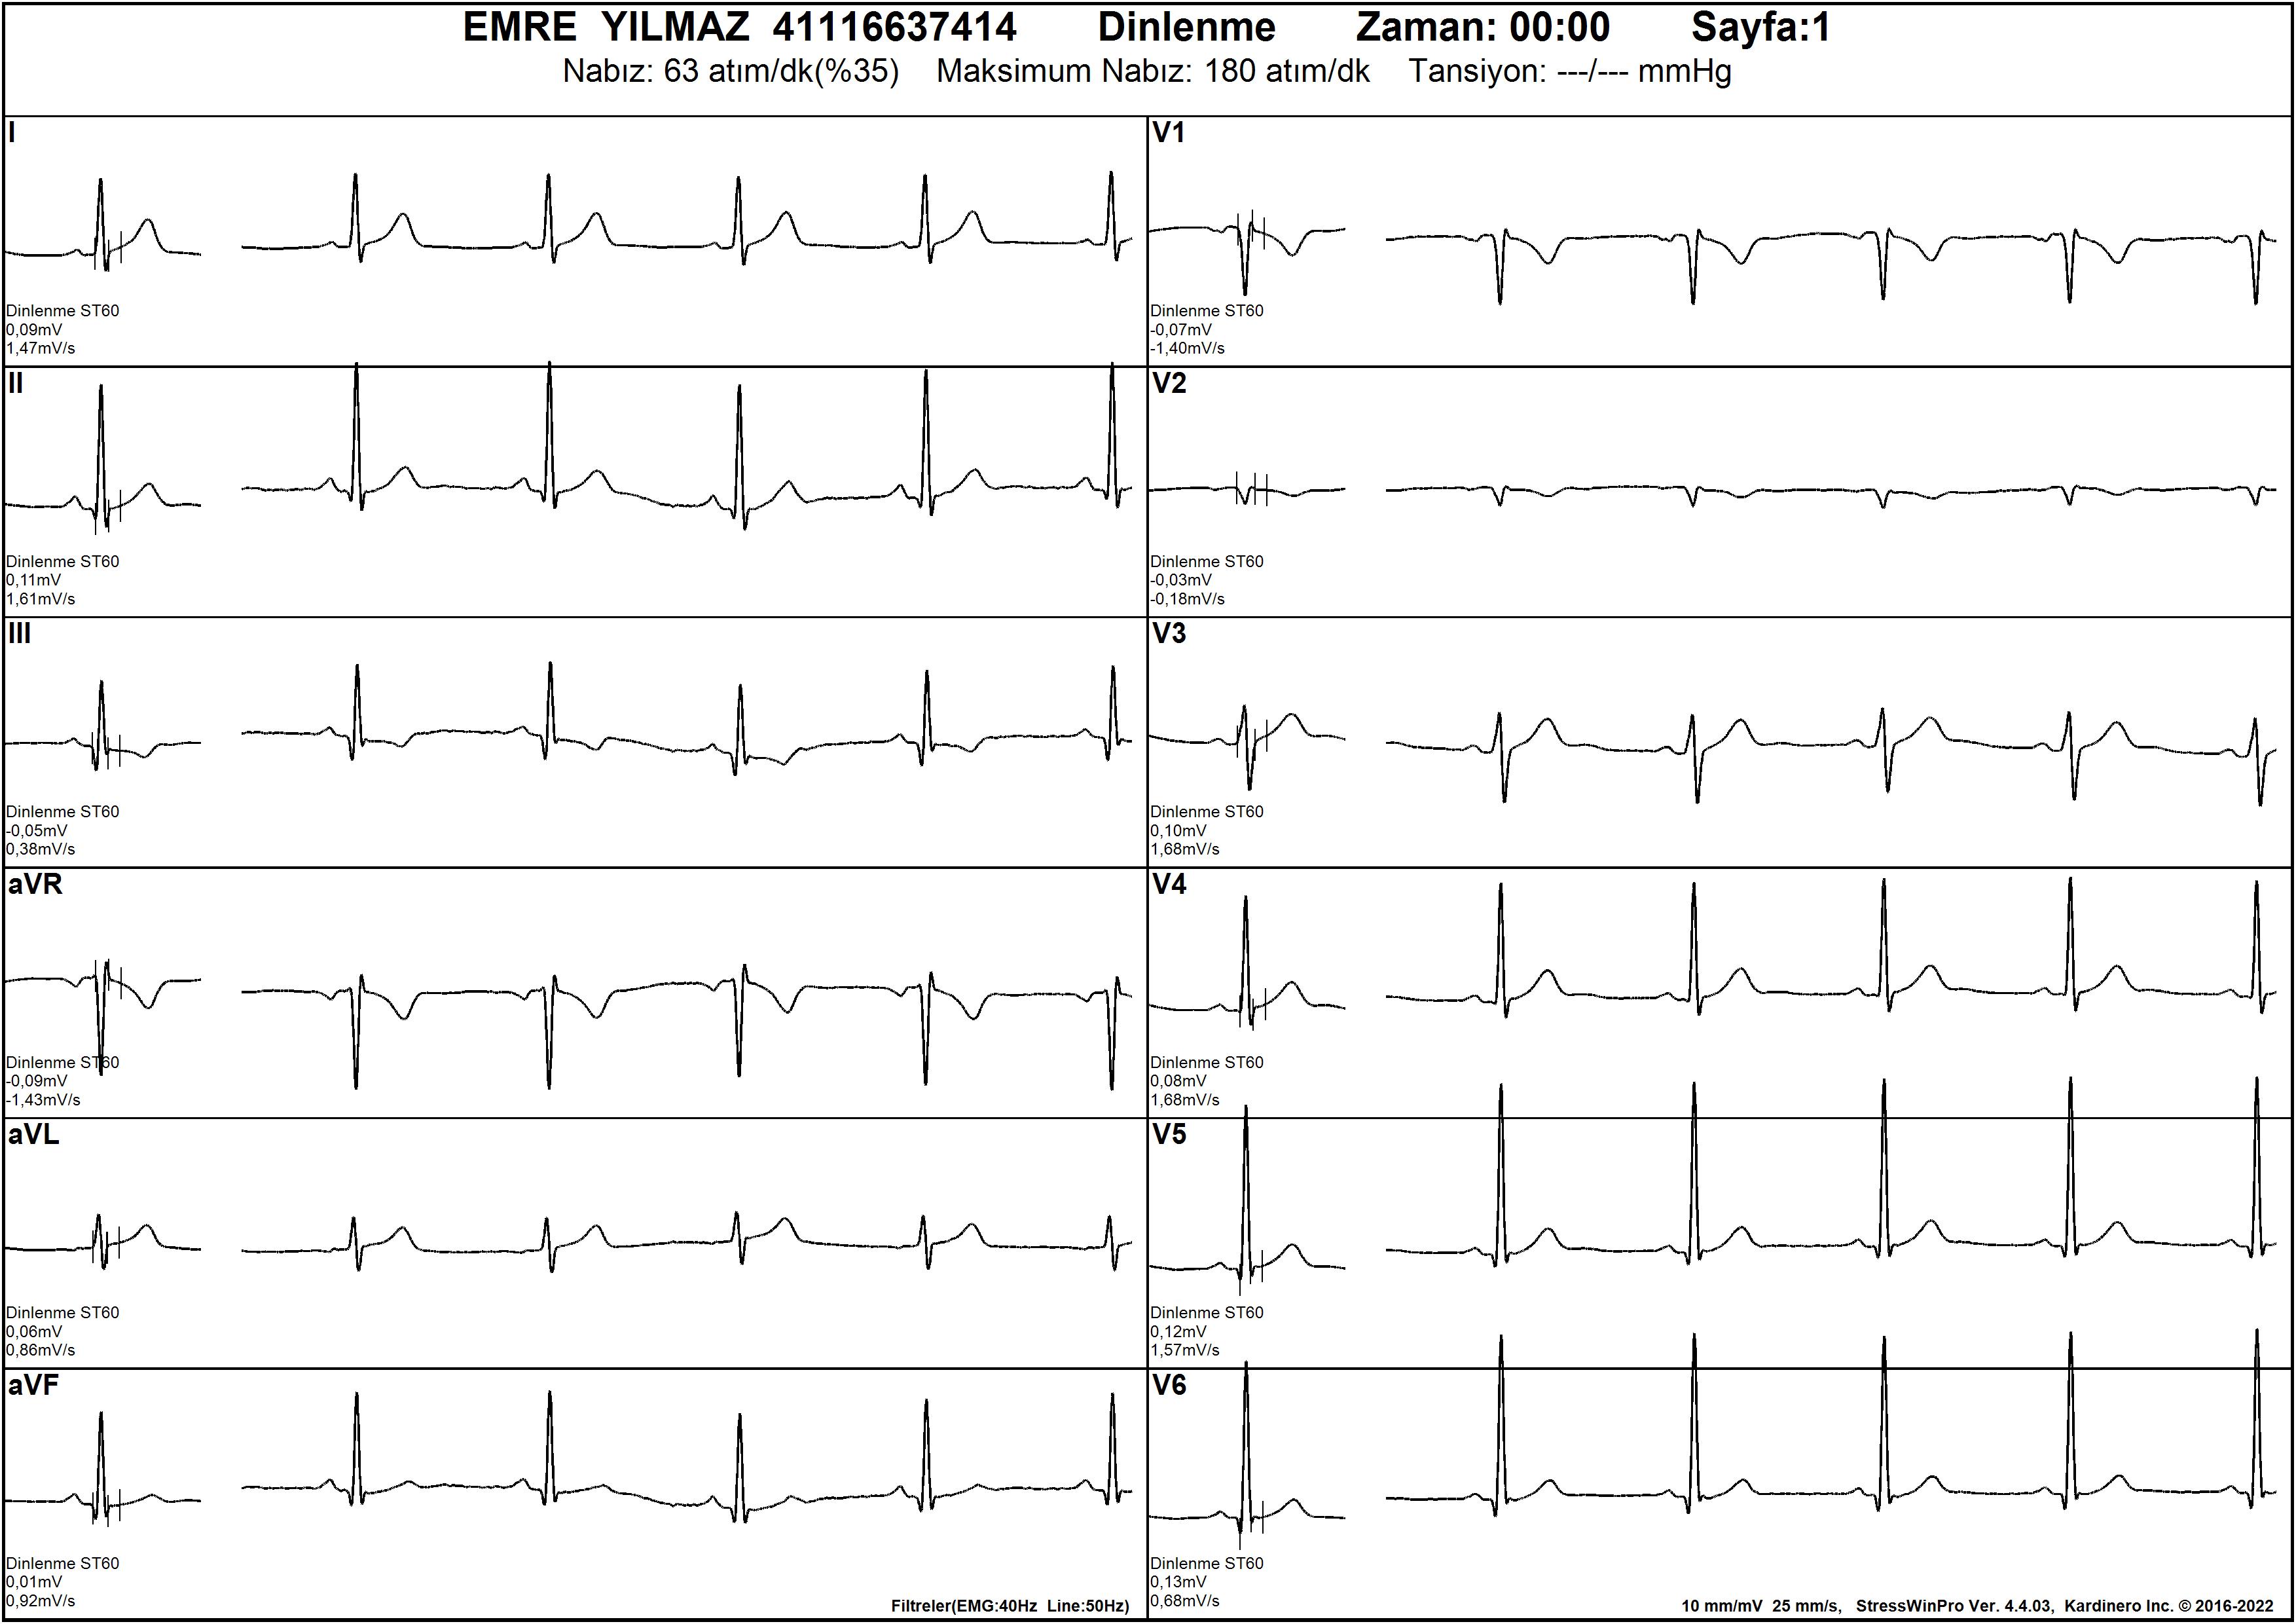 EMRE YILMAZ 41116637414 Dinlenme Zaman: 00:00 Sayfa:1
Nabız: 63 atım/dk(%35) Maksimum Nabız: 180 atım/dk Tansiyon: ---/--- mmHg
I
Dinlenme ST60
0,09mV
1,47mV/s
II
Dinlenme ST60
0,11mV
1,61mV/s
III
Dinlenme ST60
-0,05mV
0,38mV/s
aVR
Dinlenme ST60
-0,09mV
-1,43mV/s
aVL
Dinlenme ST60
0,06mV
0,86mV/s
aVF
Dinlenme ST60
0,01mV
0,92mV/s
Filtreler(EMG:40Hz Line:50Hz)
V1
Dinlenme ST60
-0,07mV
-1,40mV/s
V2
Dinlenme ST60
-0,03mV
-0,18mV/s
V3
Dinlenme ST60
0,10mV
1,68mV/s
V4
Dinlenme ST60
0,08mV
1,68mV/s
V5
Dinlenme ST60
0,12mV
1,57mV/s
V6
Dinlenme ST60
0,13mV
0,68mV/s
10 mm/mV 25 mm/s, StressWinPro Ver. 4.4.03, Kardinero Inc. © 2016-2022